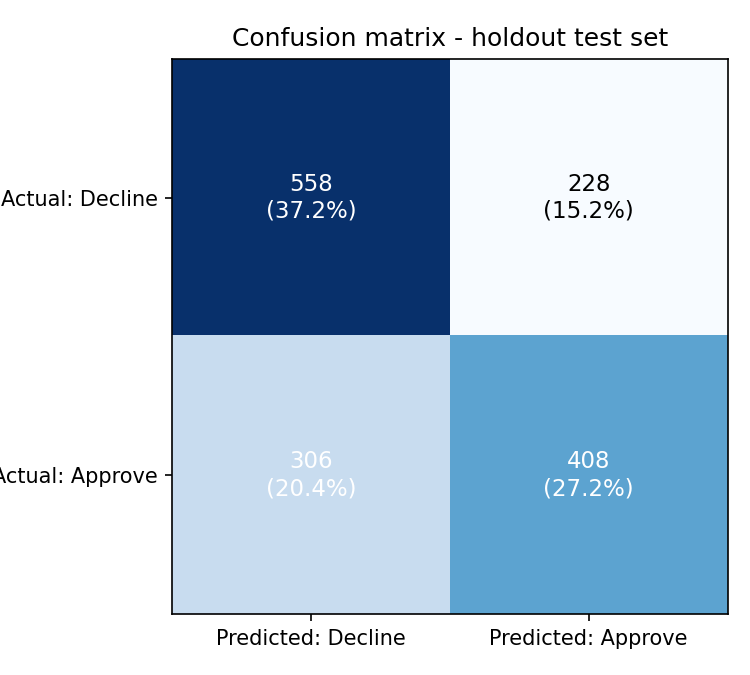 Confusion matrix - holdout test set
558
(37.2%)
228
(15.2%)
Actual: Decline
306
(20.4%)
408
(27.2%)
Actual: Approve
Predicted: Decline
Predicted: Approve